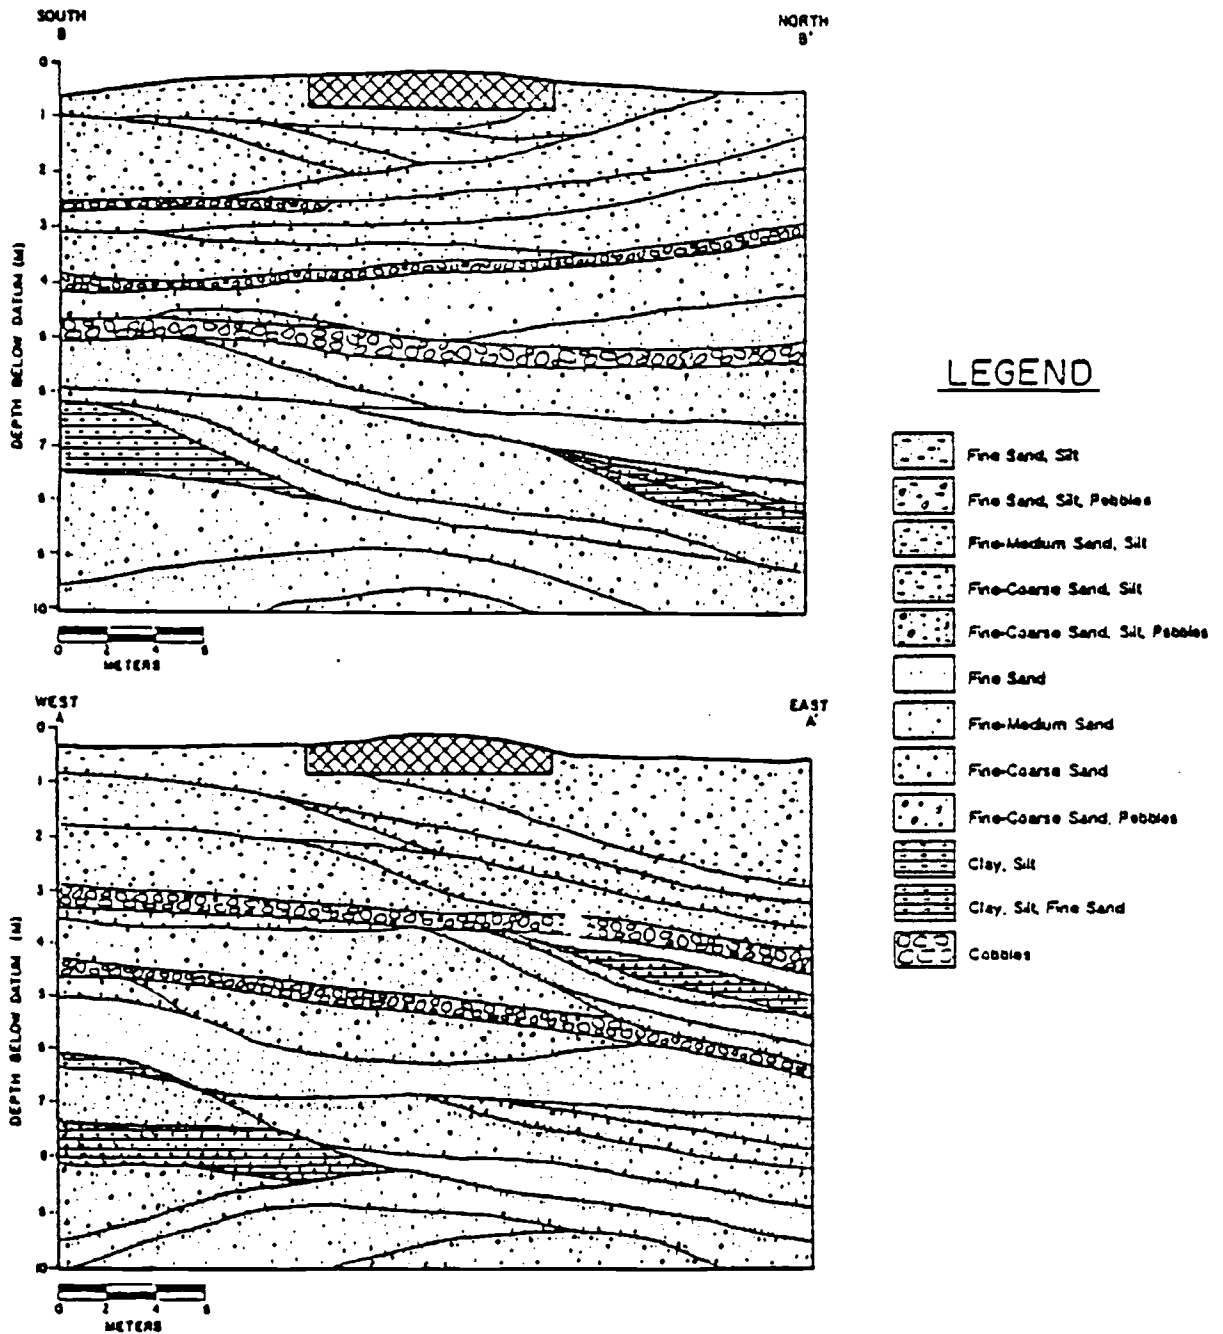 SOUTH
B
NORTH
B'
0
1
2
3
4
5
6
7
8
9
10
DEPTH BELOW DATUM (M)
0 2 4 6
METERS
LEGEND
Fine Sand, Silt
Fine Sand, Silt, Pebbles
Fine-Medium Sand, Silt
Fine-Coarse Sand, Silt
Fine-Coarse Sand, Silt, Pebbles
Fine Sand
Fine-Medium Sand
Fine-Coarse Sand
Fine-Coarse Sand, Pebbles
Clay, Silt
Clay, Silt, Fine Sand
Cobbles
WEST
A
EAST
A'
0
1
2
3
4
5
6
7
8
9
10
DEPTH BELOW DATUM (M)
0 2 4 6
METERS